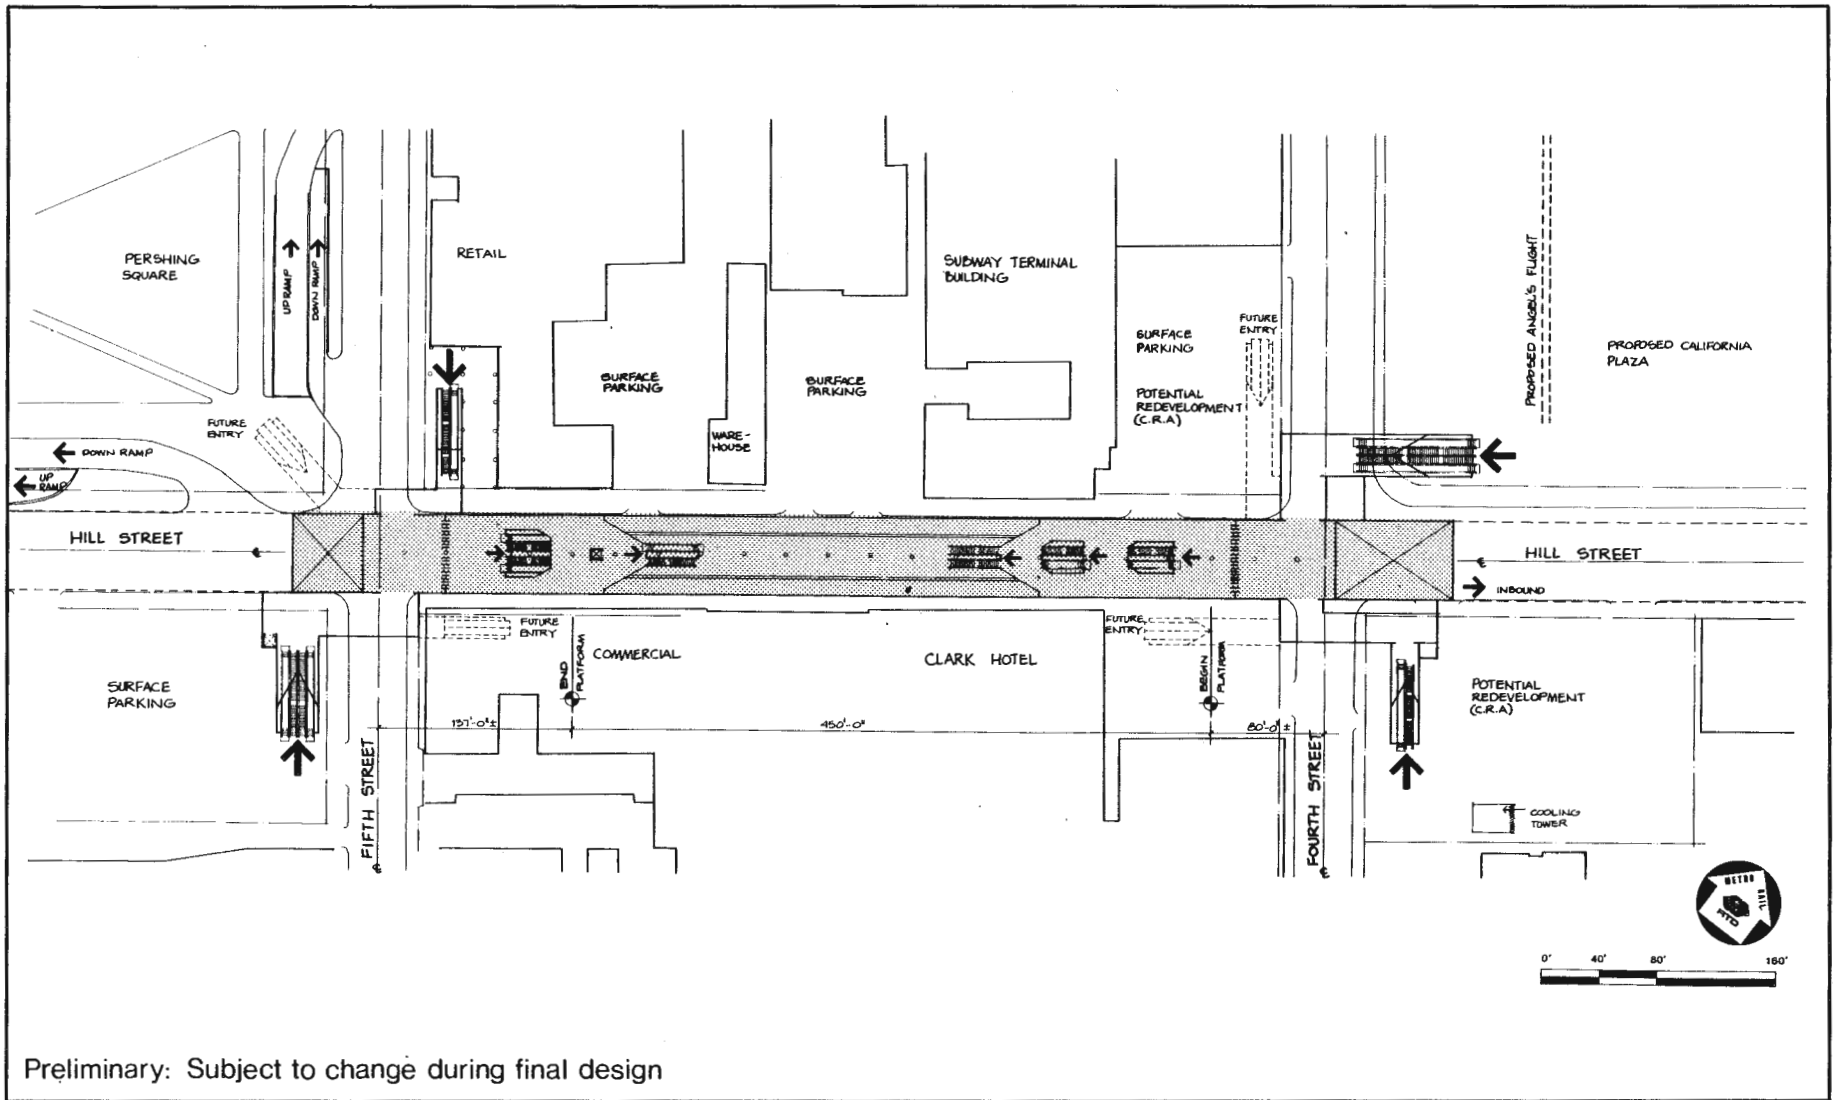 PERSHING
SQUARE
UP RAMP
DOWN RAMP
RETAIL
SURFACE
PARKING
WARE-
HOUSE
SURFACE
PARKING
SUBWAY TERMINAL
BUILDING
SURFACE
PARKING
POTENTIAL
REDEVELOPMENT
(C.R.A)
FUTURE
ENTRY
PROPOSED ANGEL'S FLIGHT
PROPOSED CALIFORNIA
PLAZA
FUTURE
ENTRY
DOWN RAMP
UP
RAMP
HILL STREET
HILL STREET
INBOUND
FUTURE
ENTRY
END
PLATFORM
COMMERCIAL
CLARK HOTEL
FUTURE
ENTRY
BEGIN
PLATFORM
SURFACE
PARKING
POTENTIAL
REDEVELOPMENT
(C.R.A)
137'-0"±
450'-0"
80'-0"±
FIFTH STREET
FOURTH STREET
COOLING
TOWER
METRO
RAIL
RTD
0' 40' 80' 160'
Preliminary: Subject to change during final design